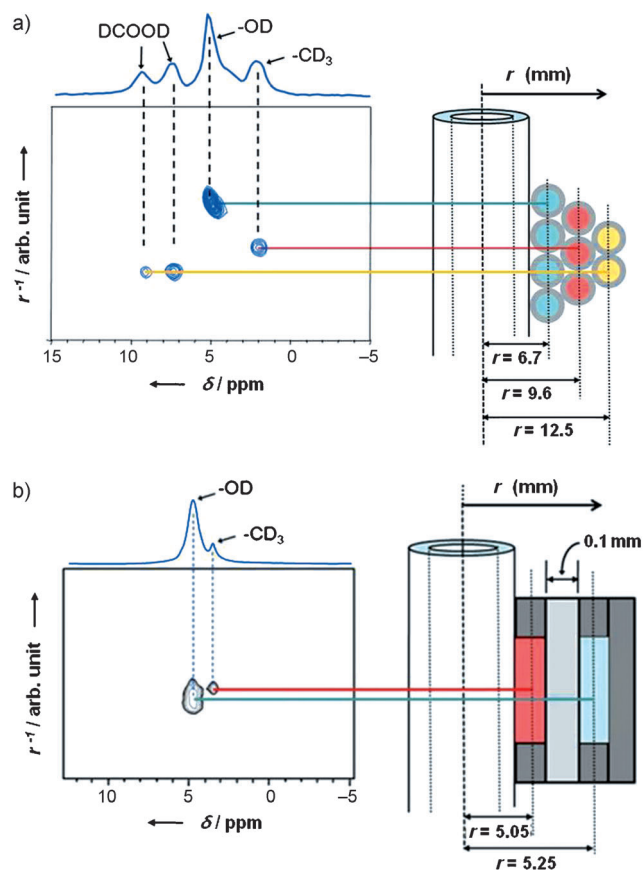 a)
DCOOD
-OD
-CD₃
r (mm)
r⁻¹ / arb. unit →
15 10 5 0 –5
← δ / ppm
r = 6.7
r = 9.6
r = 12.5
b)
-OD
-CD₃
r (mm)
0.1 mm
r⁻¹ / arb. unit →
10 5 0 –5
← δ / ppm
r = 5.05
r = 5.25